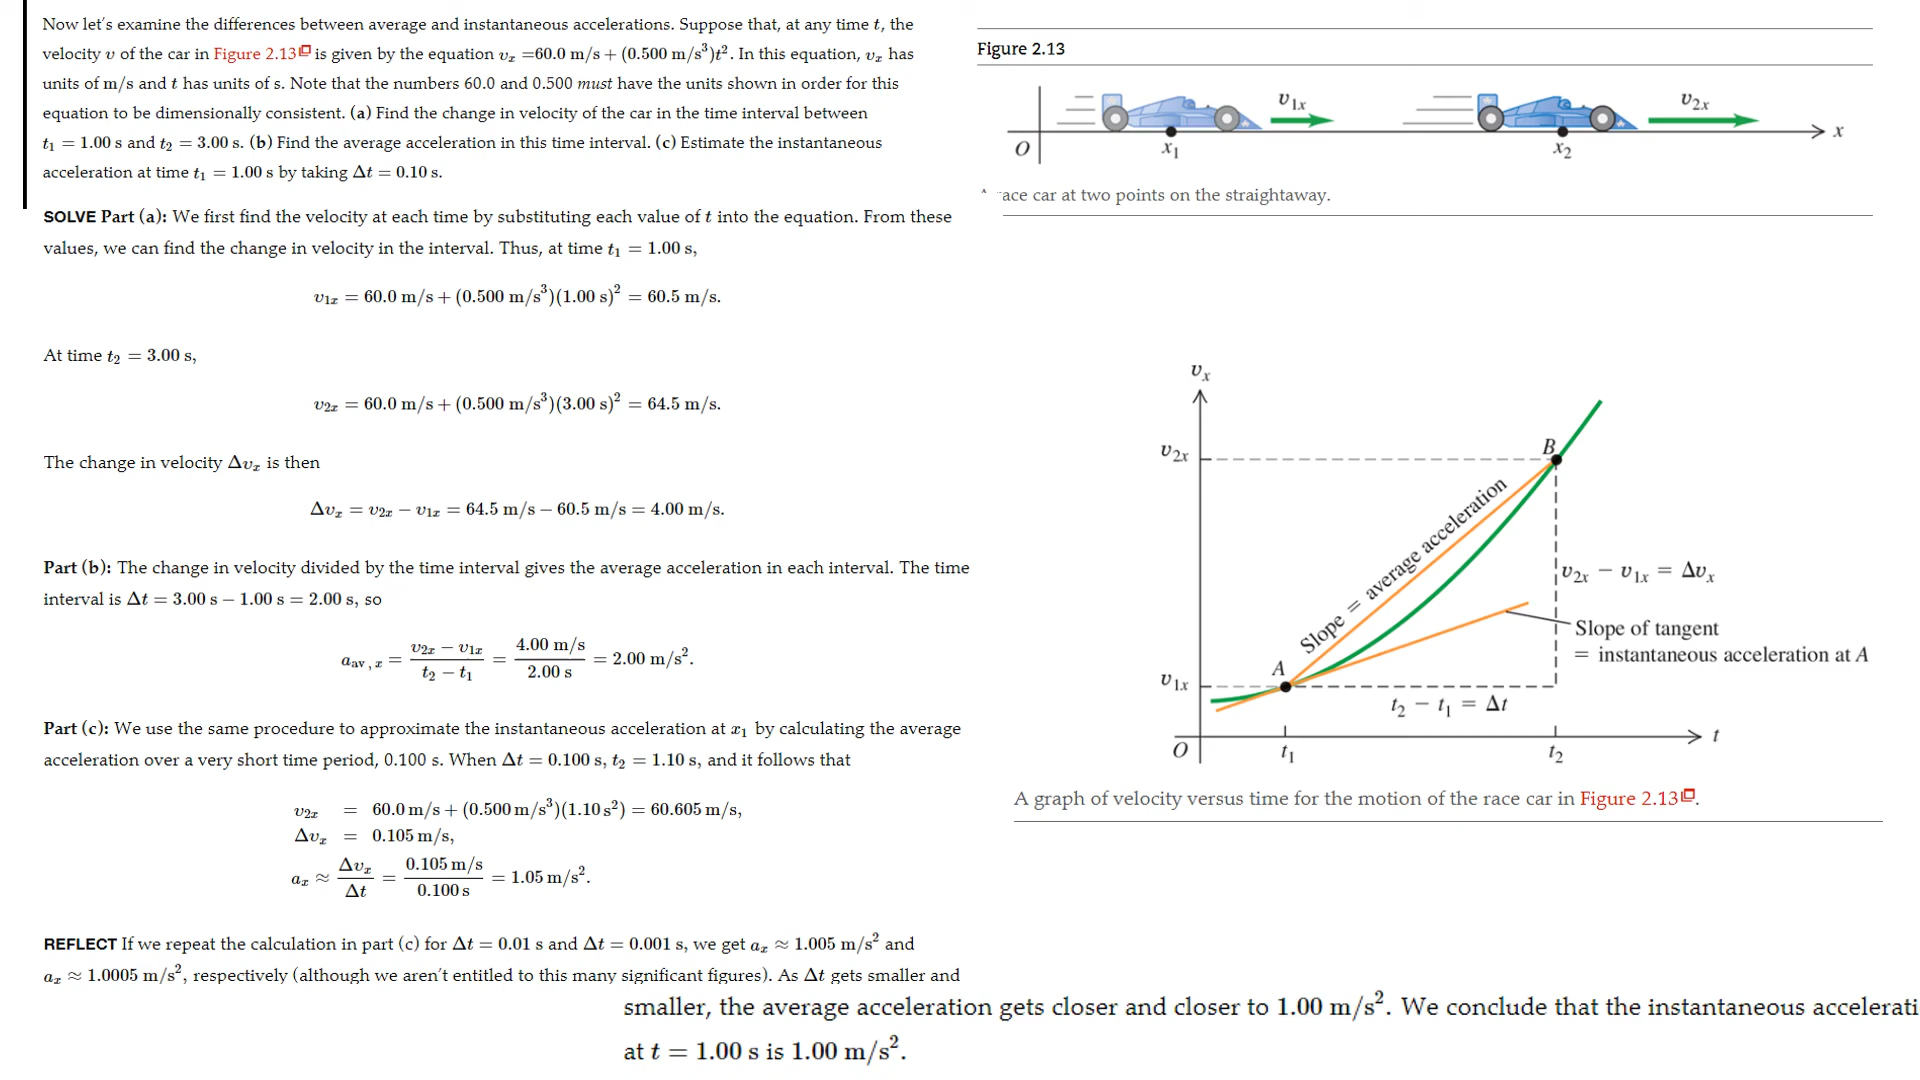 Now let's examine the differences between average and instantaneous accelerations. Suppose that, at any time t, the
velocity v of the car in Figure 2.13 is given by the equation vₓ =60.0 m/s + (0.500 m/s³)t². In this equation, vₓ has
units of m/s and t has units of s. Note that the numbers 60.0 and 0.500 must have the units shown in order for this
equation to be dimensionally consistent. (a) Find the change in velocity of the car in the time interval between
t₁ = 1.00 s and t₂ = 3.00 s. (b) Find the average acceleration in this time interval. (c) Estimate the instantaneous
acceleration at time t₁ = 1.00 s by taking Δt = 0.10 s.
SOLVE Part (a): We first find the velocity at each time by substituting each value of t into the equation. From these
values, we can find the change in velocity in the interval. Thus, at time t₁ = 1.00 s,
v₁ₓ = 60.0 m/s + (0.500 m/s³)(1.00 s)² = 60.5 m/s.
At time t₂ = 3.00 s,
v₂ₓ = 60.0 m/s + (0.500 m/s³)(3.00 s)² = 64.5 m/s.
The change in velocity Δvₓ is then
Δvₓ = v₂ₓ − v₁ₓ = 64.5 m/s − 60.5 m/s = 4.00 m/s.
Part (b): The change in velocity divided by the time interval gives the average acceleration in each interval. The time
interval is Δt = 3.00 s − 1.00 s = 2.00 s, so
aav,x = (v₂ₓ − v₁ₓ)/(t₂ − t₁) = (4.00 m/s)/(2.00 s) = 2.00 m/s².
Part (c): We use the same procedure to approximate the instantaneous acceleration at x₁ by calculating the average
acceleration over a very short time period, 0.100 s. When Δt = 0.100 s, t₂ = 1.10 s, and it follows that
v₂ₓ = 60.0 m/s + (0.500 m/s³)(1.10 s²) = 60.605 m/s,
Δvₓ = 0.105 m/s,
aₓ ≈ Δvₓ/Δt = (0.105 m/s)/(0.100 s) = 1.05 m/s².
REFLECT If we repeat the calculation in part (c) for Δt = 0.01 s and Δt = 0.001 s, we get aₓ ≈ 1.005 m/s² and
aₓ ≈ 1.0005 m/s², respectively (although we aren't entitled to this many significant figures). As Δt gets smaller and
smaller, the average acceleration gets closer and closer to 1.00 m/s². We conclude that the instantaneous accelerati
at t = 1.00 s is 1.00 m/s².
Figure 2.13
v₁ₓ
v₂ₓ
O
x₁
x₂
x
ace car at two points on the straightaway.
vₓ
v₂ₓ
B
Slope = average acceleration
v₂ₓ − v₁ₓ = Δvₓ
Slope of tangent
= instantaneous acceleration at A
A
v₁ₓ
t₂ − t₁ = Δt
O
t₁
t₂
t
A graph of velocity versus time for the motion of the race car in Figure 2.13.